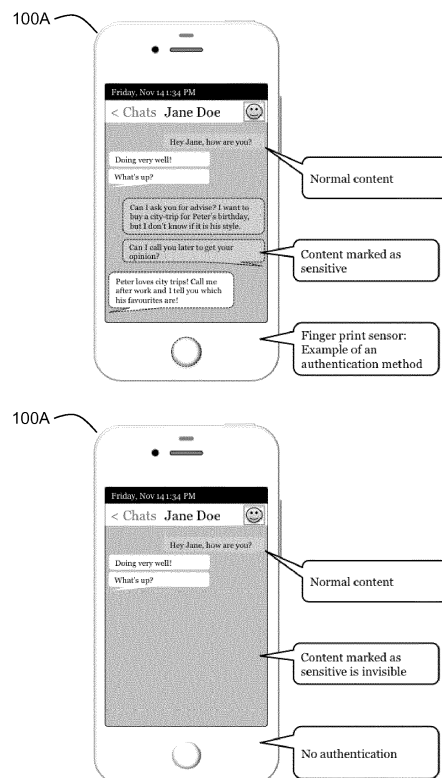 100A
Friday, Nov 14 1:34 PM
< Chats Jane Doe
Hey Jane, how are you?
Doing very well!
What's up?
Normal content
Can I ask you for advise? I want to
buy a city-trip for Peter's birthday,
but I don't know if it is his style.
Can I call you later to get your
opinion?
Content marked as
sensitive
Peter loves city trips! Call me
after work and I tell you which
his favourites are!
Finger print sensor:
Example of an
authentication method
100A
Friday, Nov 14 1:34 PM
< Chats Jane Doe
Hey Jane, how are you?
Doing very well!
What's up?
Normal content
Content marked as
sensitive is invisible
No authentication